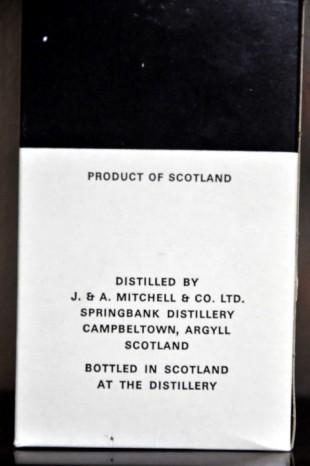 PRODUCT OF SCOTLAND
DISTILLED BY
J. & A. MITCHELL & CO. LTD.
SPRINGBANK DISTILLERY
CAMPBELTOWN, ARGYLL
SCOTLAND
BOTTLED IN SCOTLAND
AT THE DISTILLERY